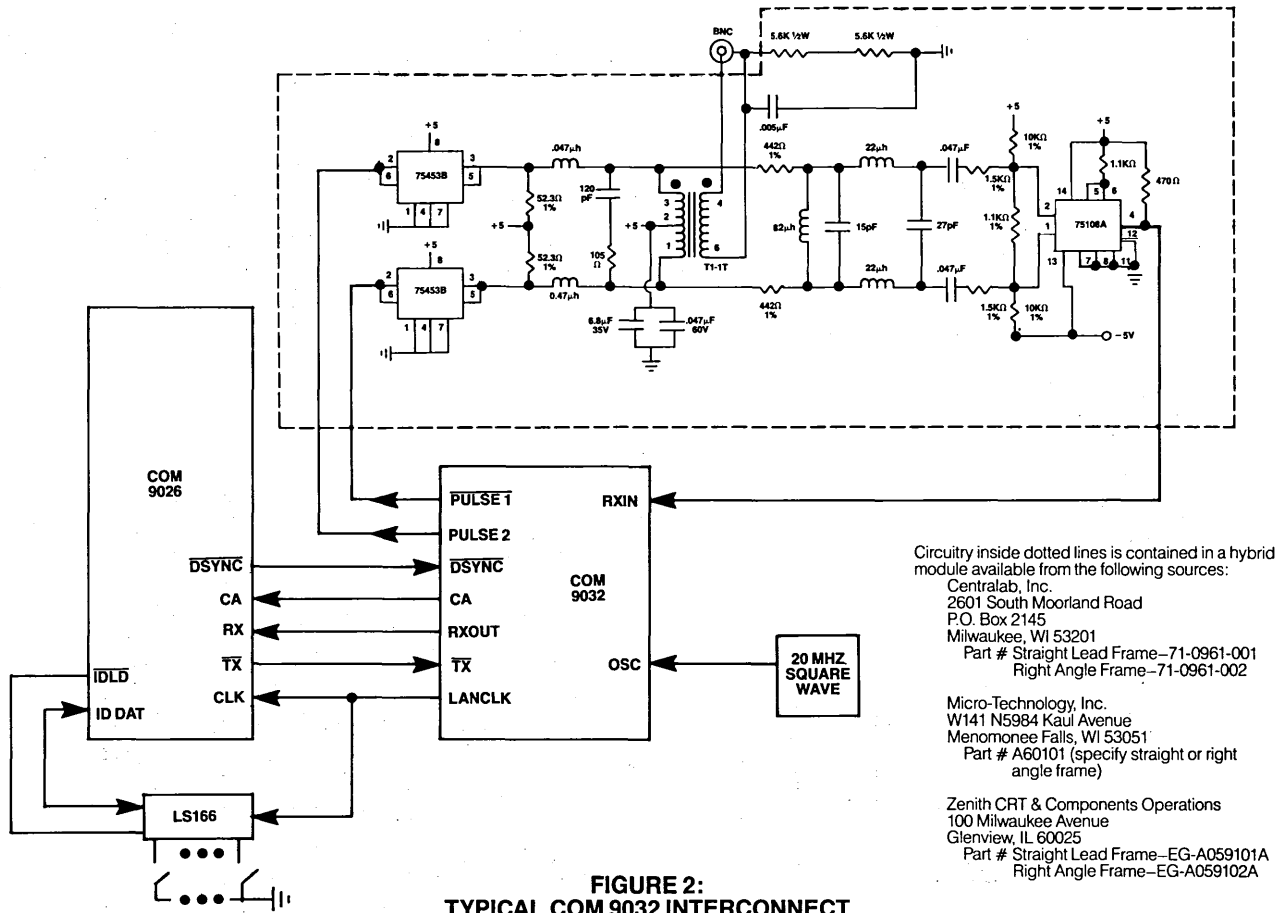 BNC
5.6K ½W
5.6K ½W
.005µF
+5
8
2
6
75453B
3
5
1 4 7
.047µh
120
pF
52.3Ω
1%
+5
52.3Ω
1%
105
Ω
0.47µh
+5
8
2
6
75453B
3
5
1 4 7
3
2
1
4
6
+5
T1-1T
6.8µF
35V
.047µF
60V
442Ω
1%
442Ω
1%
82µh
22µh
15pF
22µh
27pF
.047µF
.047µF
1.5KΩ
1%
1.5KΩ
1%
+5
10KΩ
1%
1.1KΩ
1%
10KΩ
1%
+5
1.1KΩ
470Ω
14
5
6
2
1
13
75108A
4
12
7 8 11
-5V
COM
9026
DSYNC
CA
RX
TX
CLK
IDLD
ID DAT
PULSE 1
PULSE 2
DSYNC
CA
RXOUT
TX
LANCLK
COM
9032
RXIN
OSC
20 MHZ
SQUARE
WAVE
LS166
Circuitry inside dotted lines is contained in a hybrid
module available from the following sources:
Centralab, Inc.
2601 South Moorland Road
P.O. Box 2145
Milwaukee, WI 53201
Part # Straight Lead Frame–71-0961-001
Right Angle Frame–71-0961-002
Micro-Technology, Inc.
W141 N5984 Kaul Avenue
Menomonee Falls, WI 53051
Part # A60101 (specify straight or right
angle frame)
Zenith CRT & Components Operations
100 Milwaukee Avenue
Glenview, IL 60025
Part # Straight Lead Frame–EG-A059101A
Right Angle Frame–EG-A059102A
FIGURE 2:
TYPICAL COM 9032 INTERCONNECT